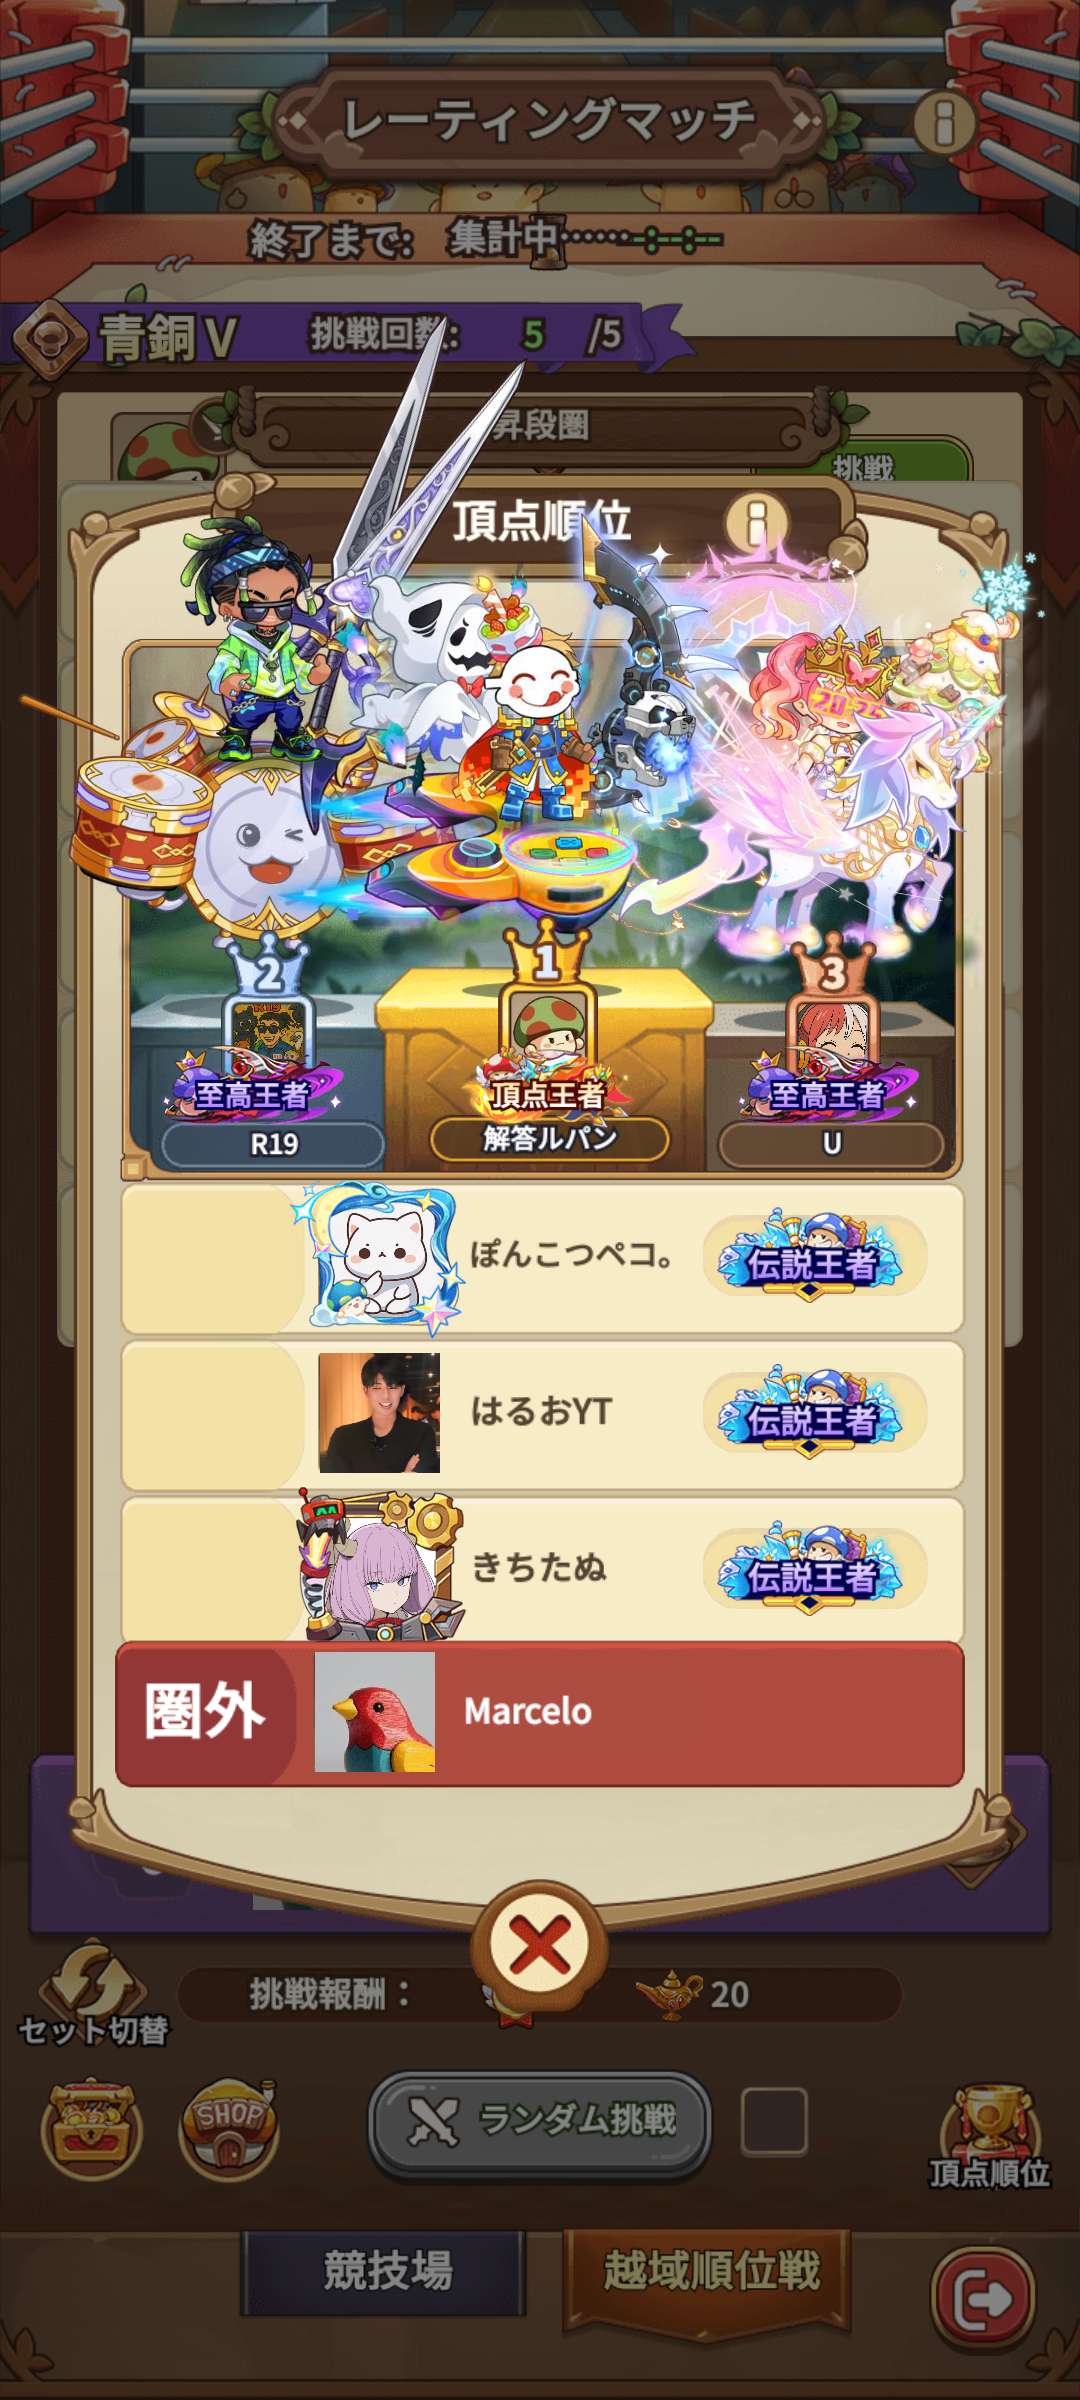 レーティングマッチ
終了まで: 集計中······--:--:--
青銅V 挑戦回数: 5 /5
昇段圏
挑戦
頂点順位
2025
2
1
3
R19
至高王者
頂点王者
至高王者
R19
解答ルパン
U
ぽんこつペコ。
伝説王者
はるおYT
伝説王者
きちたぬ
伝説王者
圏外
Marcelo
挑戦報酬：
20
セット切替
SHOP
ランダム挑戦
頂点順位
競技場
越域順位戦